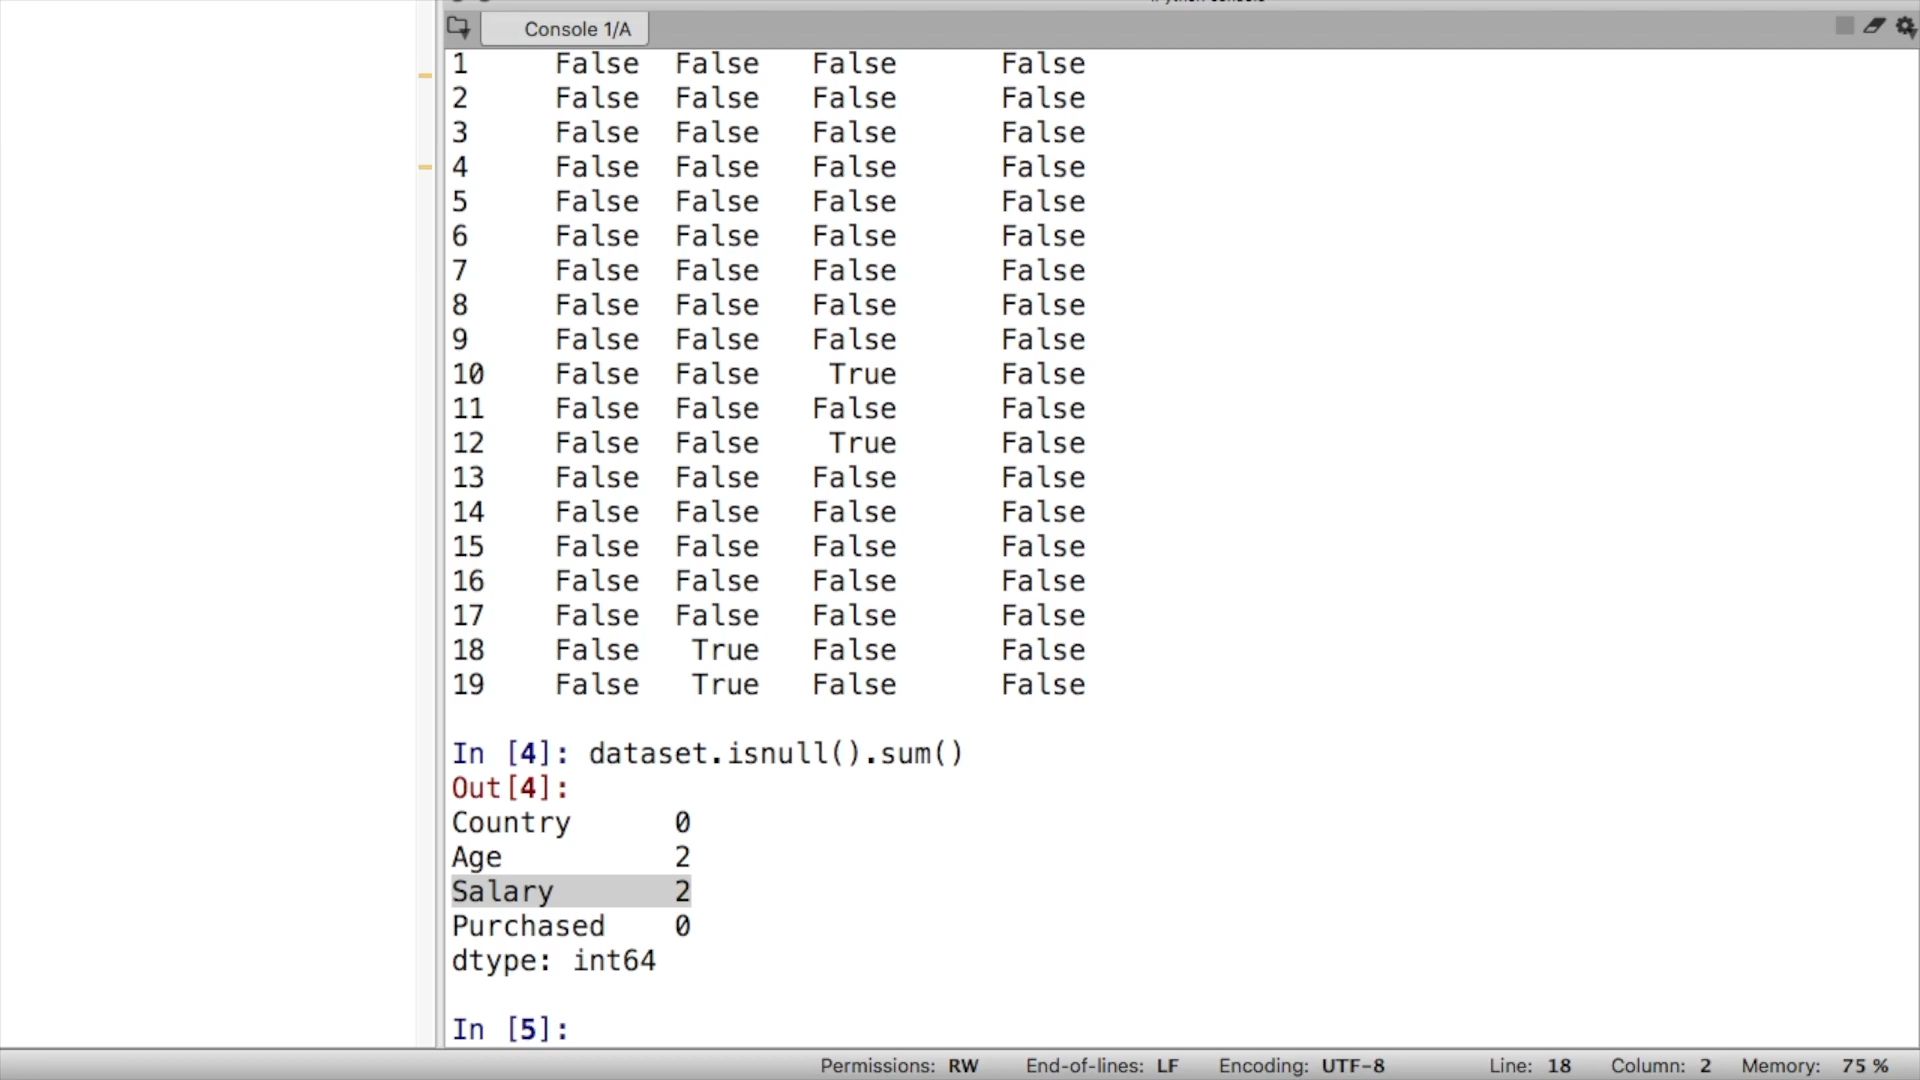 Console 1/A
1 False False False False
2 False False False False
3 False False False False
4 False False False False
5 False False False False
6 False False False False
7 False False False False
8 False False False False
9 False False False False
10 False False True False
11 False False False False
12 False False True False
13 False False False False
14 False False False False
15 False False False False
16 False False False False
17 False False False False
18 False True False False
19 False True False False
In [4]: dataset.isnull().sum()
Out[4]:
Country 0
Age 2
Salary 2
Purchased 0
dtype: int64
In [5]:
Permissions: RW End-of-lines: LF Encoding: UTF-8 Line: 18 Column: 2 Memory: 75 %